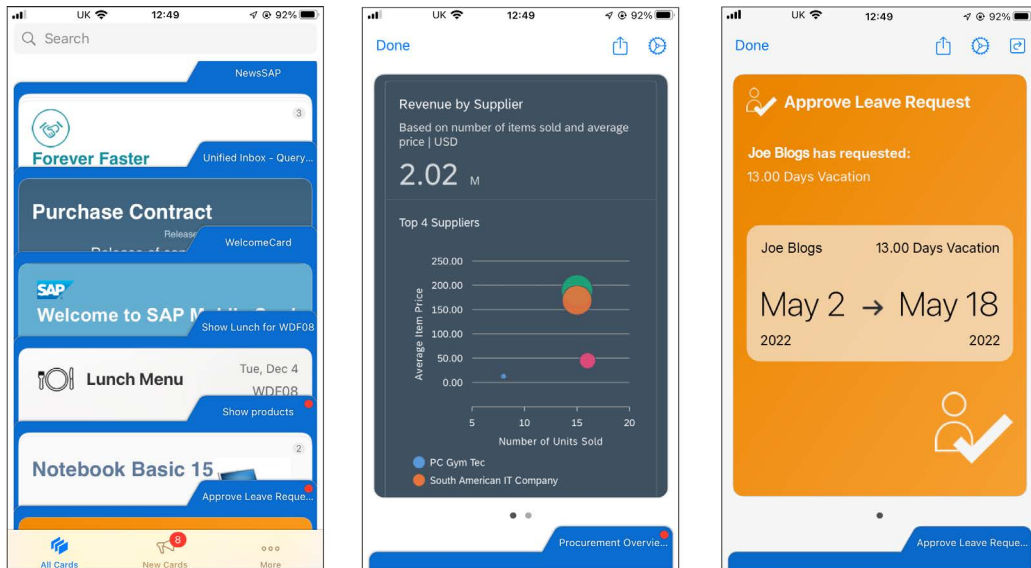 UK 12:49 92%
Search
NewsSAP
3
Forever Faster
Unified Inbox - Query...
Purchase Contract
Release
WelcomeCard
SAP
Welcome to SAP
Show Lunch for WDF08
Lunch Menu
Tue, Dec 4
WDF08
Show products
2
Notebook Basic 15
Approve Leave Reque...
8
All Cards
New Cards
More
UK 12:49 92%
Done
Revenue by Supplier
Based on number of items sold and average
price | USD
2.02 M
Top 4 Suppliers
Average Item Price
250.00
200.00
150.00
100.00
50.00
0.00
5 10 15 20
Number of Units Sold
PC Gym Tec
South American IT Company
Procurement Overvie...
UK 12:49 92%
Done
Approve Leave Request
Joe Blogs has requested:
13.00 Days Vacation
Joe Blogs 13.00 Days Vacation
May 2 → May 18
2022 2022
Approve Leave Reque...